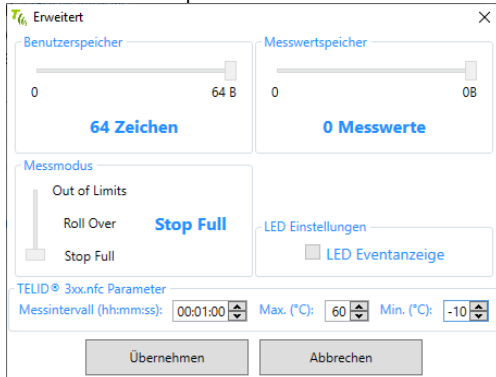 Erweitert
Benutzerspeicher
0 64 B
64 Zeichen
Messwertspeicher
0 0B
0 Messwerte
Messmodus
Out of Limits
Roll Over
Stop Full
Stop Full
LED Einstellungen
LED Eventanzeige
TELID® 3xx.nfc Parameter
Messintervall (hh:mm:ss): 00:01:00 Max. (°C): 60 Min. (°C): -10
Übernehmen Abbrechen